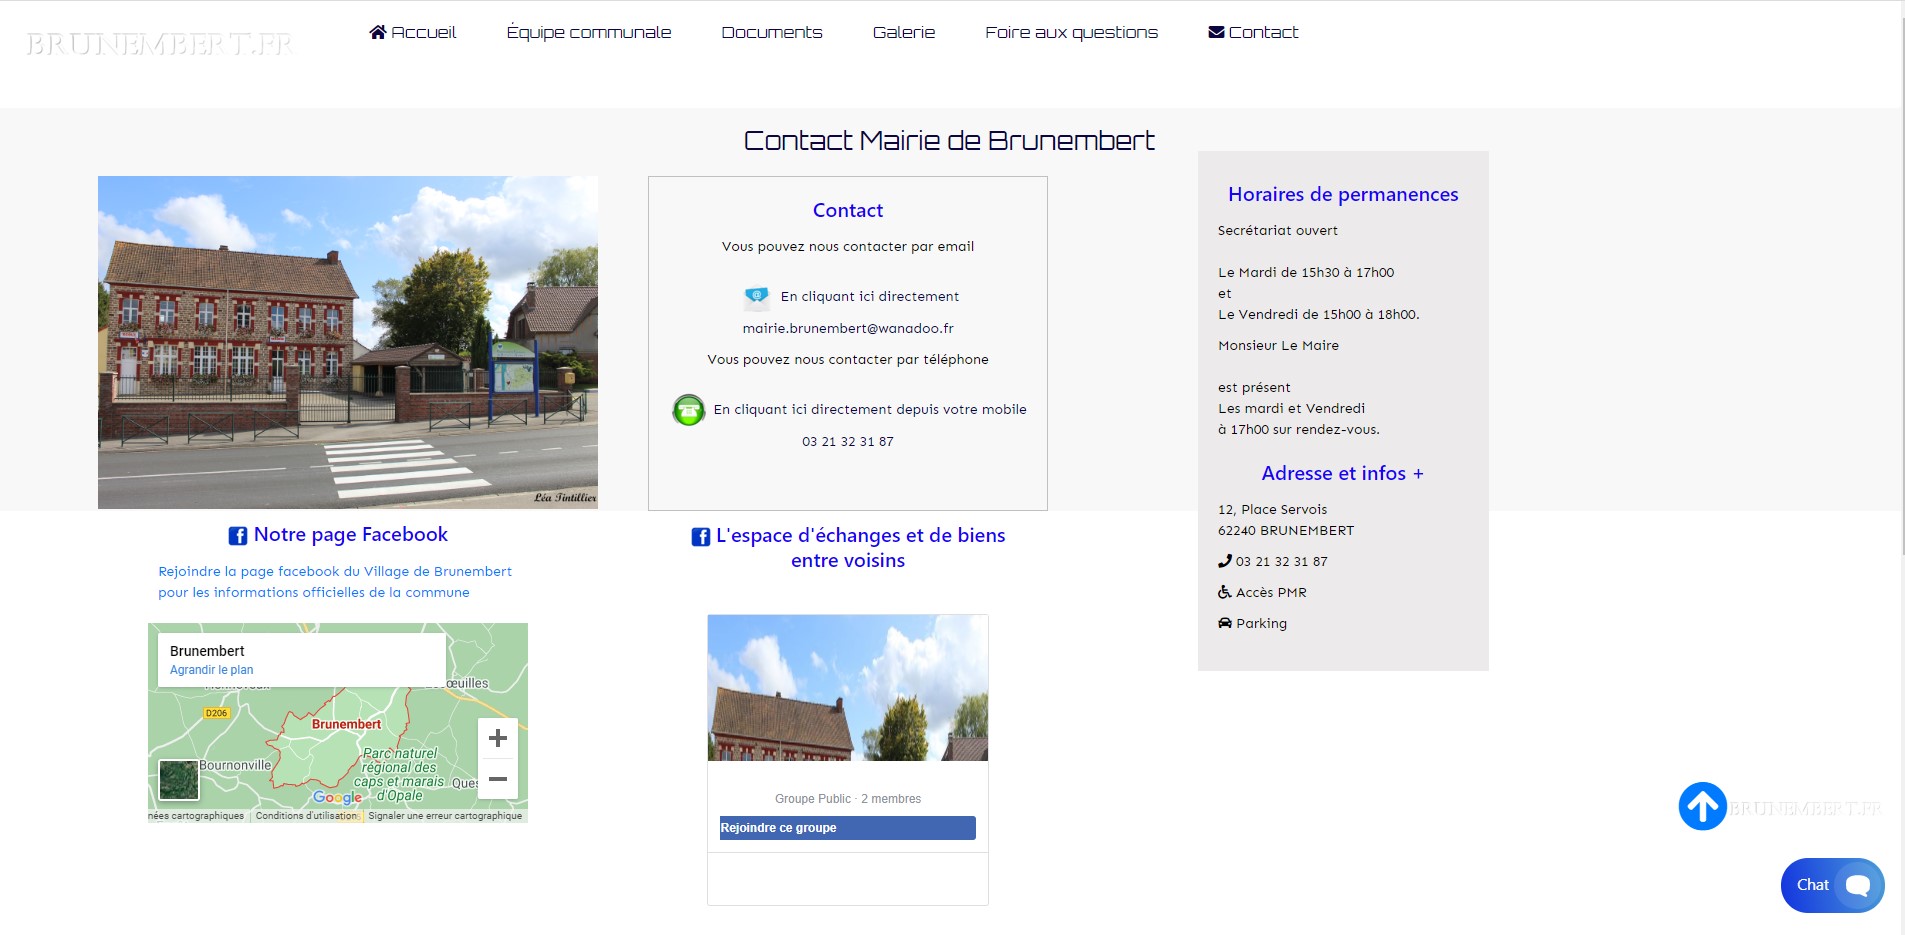 BRUNEMBERT.FR
Accueil
Équipe communale
Documents
Galerie
Foire aux questions
Contact
Contact Mairie de Brunembert
Léa Tintillier
Contact
Vous pouvez nous contacter par email
En cliquant ici directement
mairie.brunembert@wanadoo.fr
Vous pouvez nous contacter par téléphone
En cliquant ici directement depuis votre mobile
03 21 32 31 87
Horaires de permanences
Secrétariat ouvert
Le Mardi de 15h30 à 17h00
et
Le Vendredi de 15h00 à 18h00.
Monsieur Le Maire
est présent
Les mardi et Vendredi
à 17h00 sur rendez-vous.
Adresse et infos +
12, Place Servois
62240 BRUNEMBERT
03 21 32 31 87
Accès PMR
Parking
Notre page Facebook
Rejoindre la page facebook du Village de Brunembert
pour les informations officielles de la commune
Brunembert
Agrandir le plan
D206
Brunembert
Bournonville
Parc naturel
régional des
caps et marais
d'Opale
Ques
Google
nées cartographiques
Conditions d'utilisation
Signaler une erreur cartographique
L'espace d'échanges et de biens
entre voisins
Groupe Public · 2 membres
Rejoindre ce groupe
BRUNEMBERT.FR
Chat